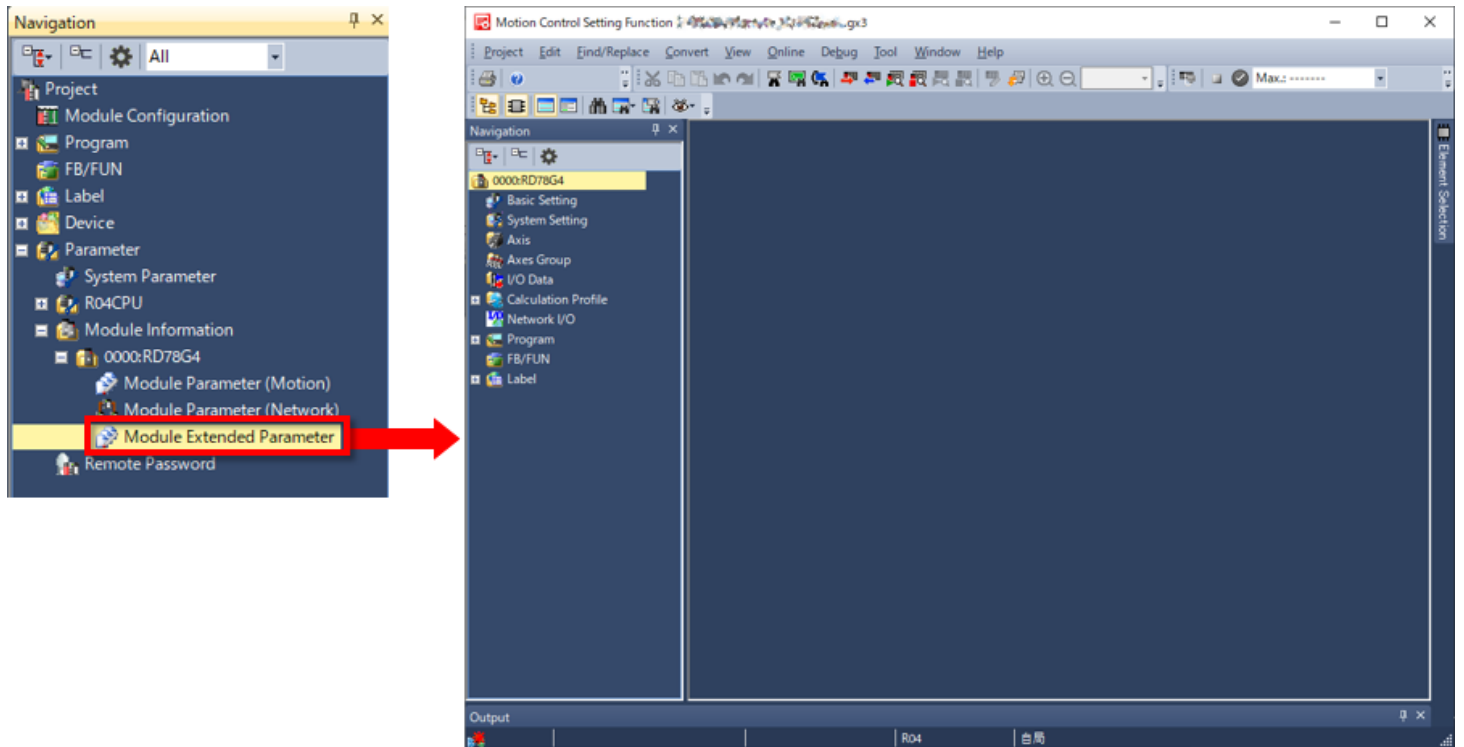 Navigation
All
Project
Module Configuration
Program
FB/FUN
Label
Device
Parameter
System Parameter
R04CPU
Module Information
0000:RD78G4
Module Parameter (Motion)
Module Parameter (Network)
Module Extended Parameter
Remote Password
Motion Control Setting Function
.gx3
Project Edit Find/Replace Convert View Online Debug Tool Window Help
Max.: -------
Navigation
0000:RD78G4
Basic Setting
System Setting
Axis
Axes Group
I/O Data
Calculation Profile
Network I/O
Program
FB/FUN
Label
Element Selection
Output
R04 自局